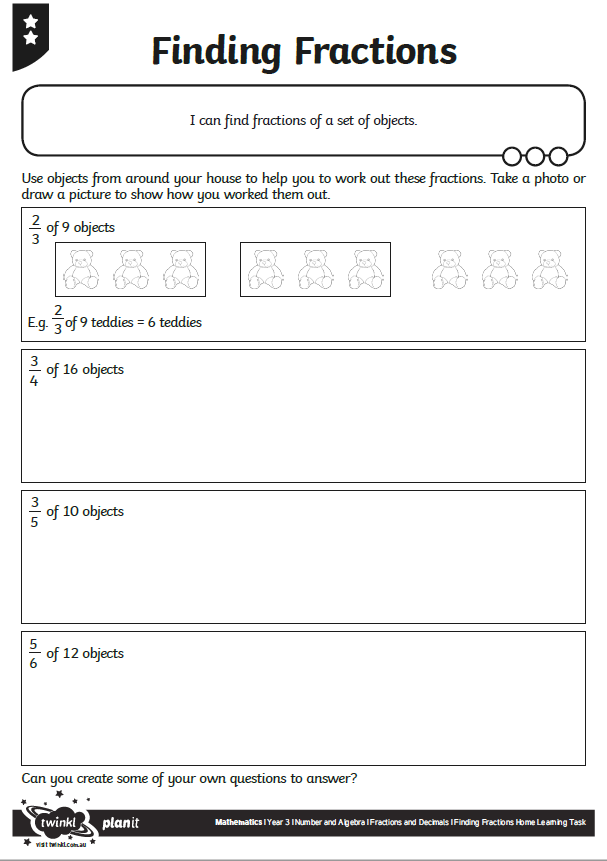 Finding Fractions
I can find fractions of a set of objects.
Use objects from around your house to help you to work out these fractions. Take a photo or
draw a picture to show how you worked them out.
2/3 of 9 objects
E.g. 2/3 of 9 teddies = 6 teddies
3/4 of 16 objects
3/5 of 10 objects
5/6 of 12 objects
Can you create some of your own questions to answer?
twinkl planit
visit twinkl.com.au
Mathematics | Year 3 | Number and Algebra | Fractions and Decimals | Finding Fractions Home Learning Task